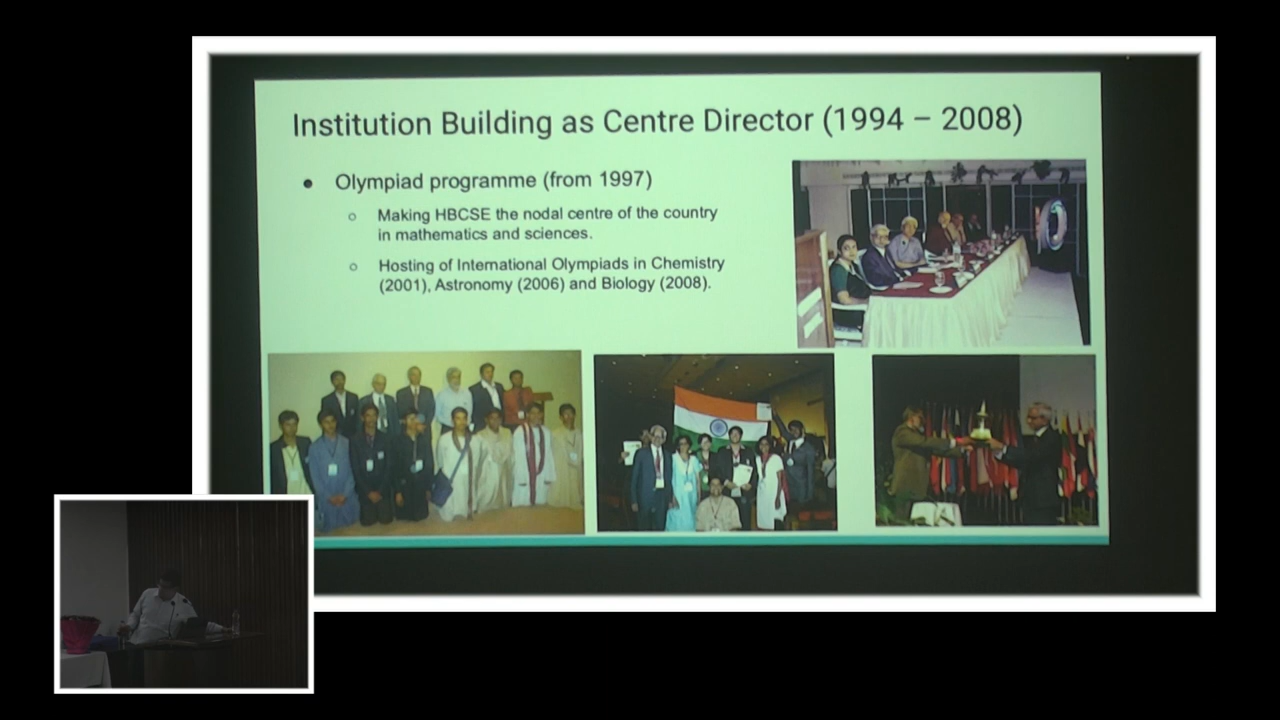 Institution Building as Centre Director (1994 – 2008)
● Olympiad programme (from 1997)
○ Making HBCSE the nodal centre of the country
in mathematics and sciences.
○ Hosting of International Olympiads in Chemistry
(2001), Astronomy (2006) and Biology (2008).